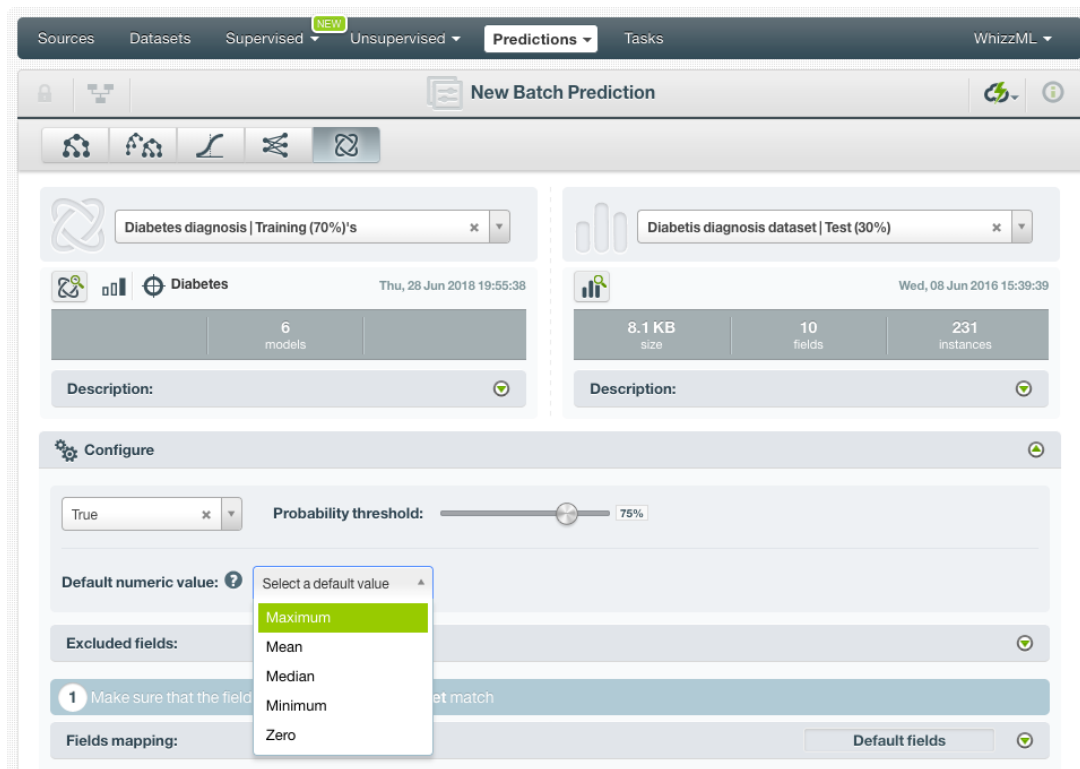 NEW
Sources Datasets Supervised Unsupervised Predictions Tasks WhizzML
New Batch Prediction
Diabetes diagnosis | Training (70%)'s
Diabetis diagnosis dataset | Test (30%)
Diabetes Thu, 28 Jun 2018 19:55:38
Wed, 08 Jun 2016 15:39:39
6
models
8.1 KB 10 231
size fields instances
Description:
Description:
Configure
True Probability threshold: 75%
Default numeric value: ? Select a default value
Maximum
Mean
Median
Minimum
Zero
Excluded fields:
1 Make sure that the field et match
Fields mapping: Default fields